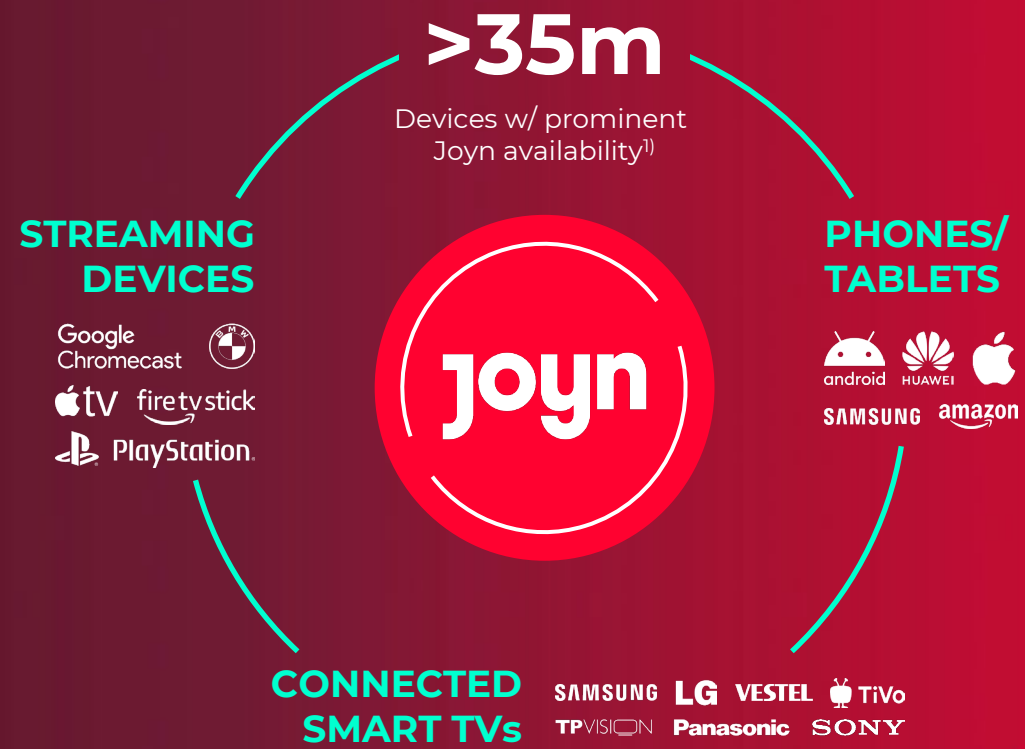 >35m
Devices w/ prominent
Joyn availability¹⁾
STREAMING
DEVICES
Google
Chromecast
BMW
tv firetvstick
PlayStation
PHONES/
TABLETS
android HUAWEI
SAMSUNG amazon
joyn
CONNECTED
SMART TVs
SAMSUNG LG VESTEL TiVo
TPVISION Panasonic SONY